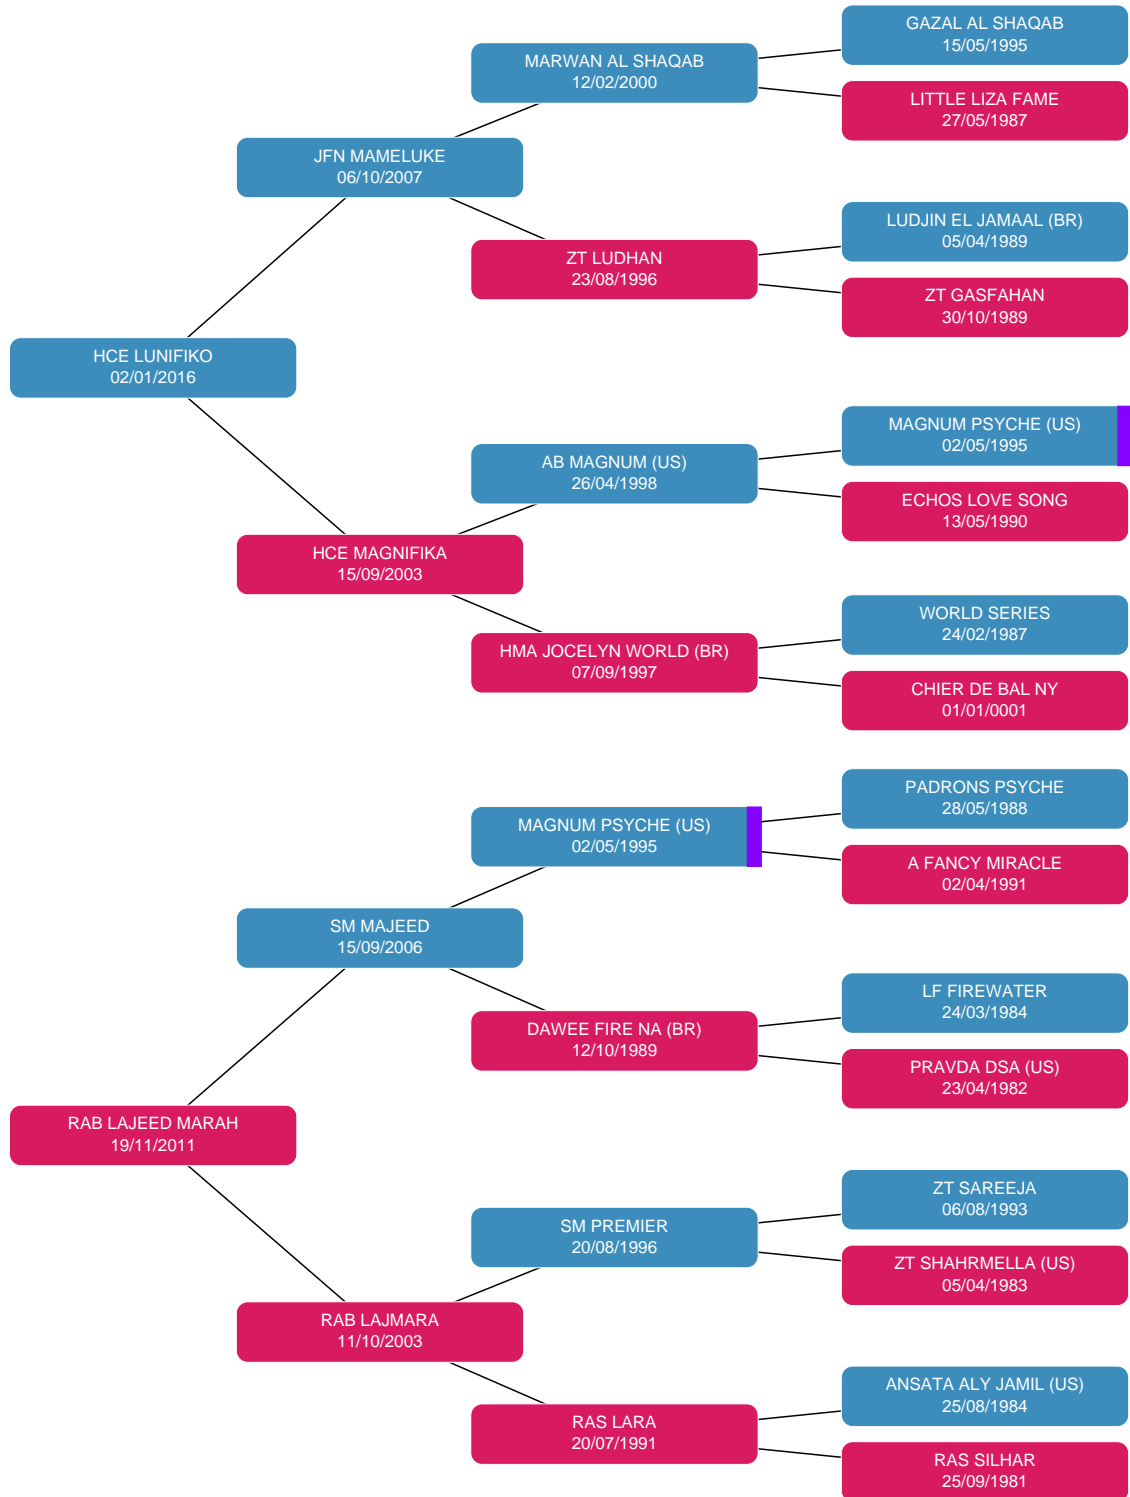 GAZAL AL SHAQAB
15/05/1995
MARWAN AL SHAQAB
12/02/2000
LITTLE LIZA FAME
27/05/1987
JFN MAMELUKE
06/10/2007
LUDJIN EL JAMAAL (BR)
05/04/1989
ZT LUDHAN
23/08/1996
ZT GASFAHAN
30/10/1989
HCE LUNIFIKO
02/01/2016
MAGNUM PSYCHE (US)
02/05/1995
AB MAGNUM (US)
26/04/1998
ECHOS LOVE SONG
13/05/1990
HCE MAGNIFIKA
15/09/2003
WORLD SERIES
24/02/1987
HMA JOCELYN WORLD (BR)
07/09/1997
CHIER DE BAL NY
01/01/0001
PADRONS PSYCHE
28/05/1988
MAGNUM PSYCHE (US)
02/05/1995
A FANCY MIRACLE
02/04/1991
SM MAJEED
15/09/2006
LF FIREWATER
24/03/1984
DAWEE FIRE NA (BR)
12/10/1989
PRAVDA DSA (US)
23/04/1982
RAB LAJEED MARAH
19/11/2011
ZT SAREEJA
06/08/1993
SM PREMIER
20/08/1996
ZT SHAHRMELLA (US)
05/04/1983
RAB LAJMARA
11/10/2003
ANSATA ALY JAMIL (US)
25/08/1984
RAS LARA
20/07/1991
RAS SILHAR
25/09/1981